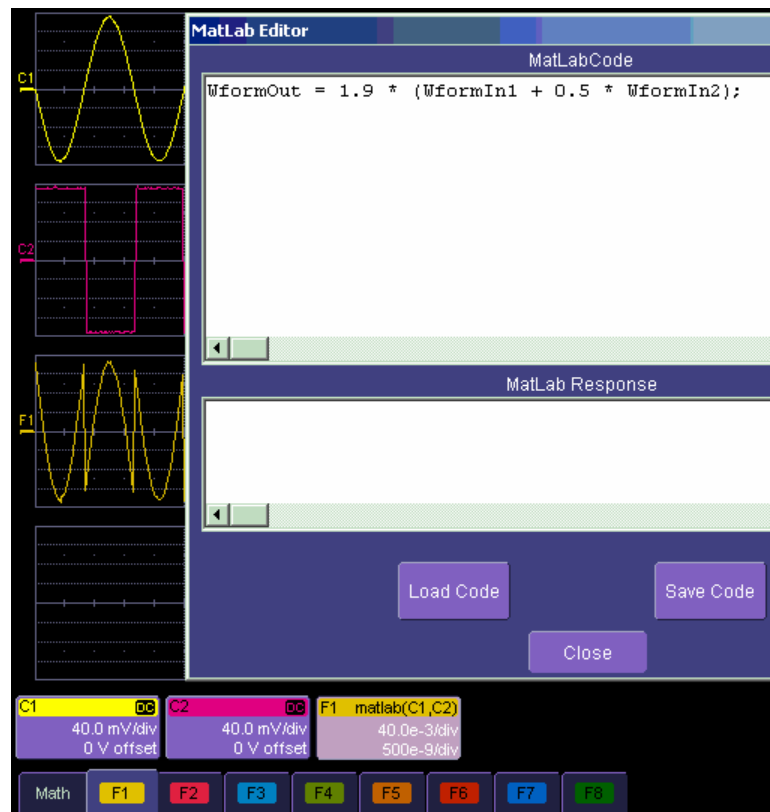 MatLab Editor
MatLabCode
WformOut = 1.9 * (WformIn1 + 0.5 * WformIn2);
C1
C2
F1
MatLab Response
Load Code
Save Code
Close
C1 DC
40.0 mV/div
0 V offset
C2 DC
40.0 mV/div
0 V offset
F1 matlab(C1,C2)
40.0e-3/div
500e-9/div
Math F1 F2 F3 F4 F5 F6 F7 F8